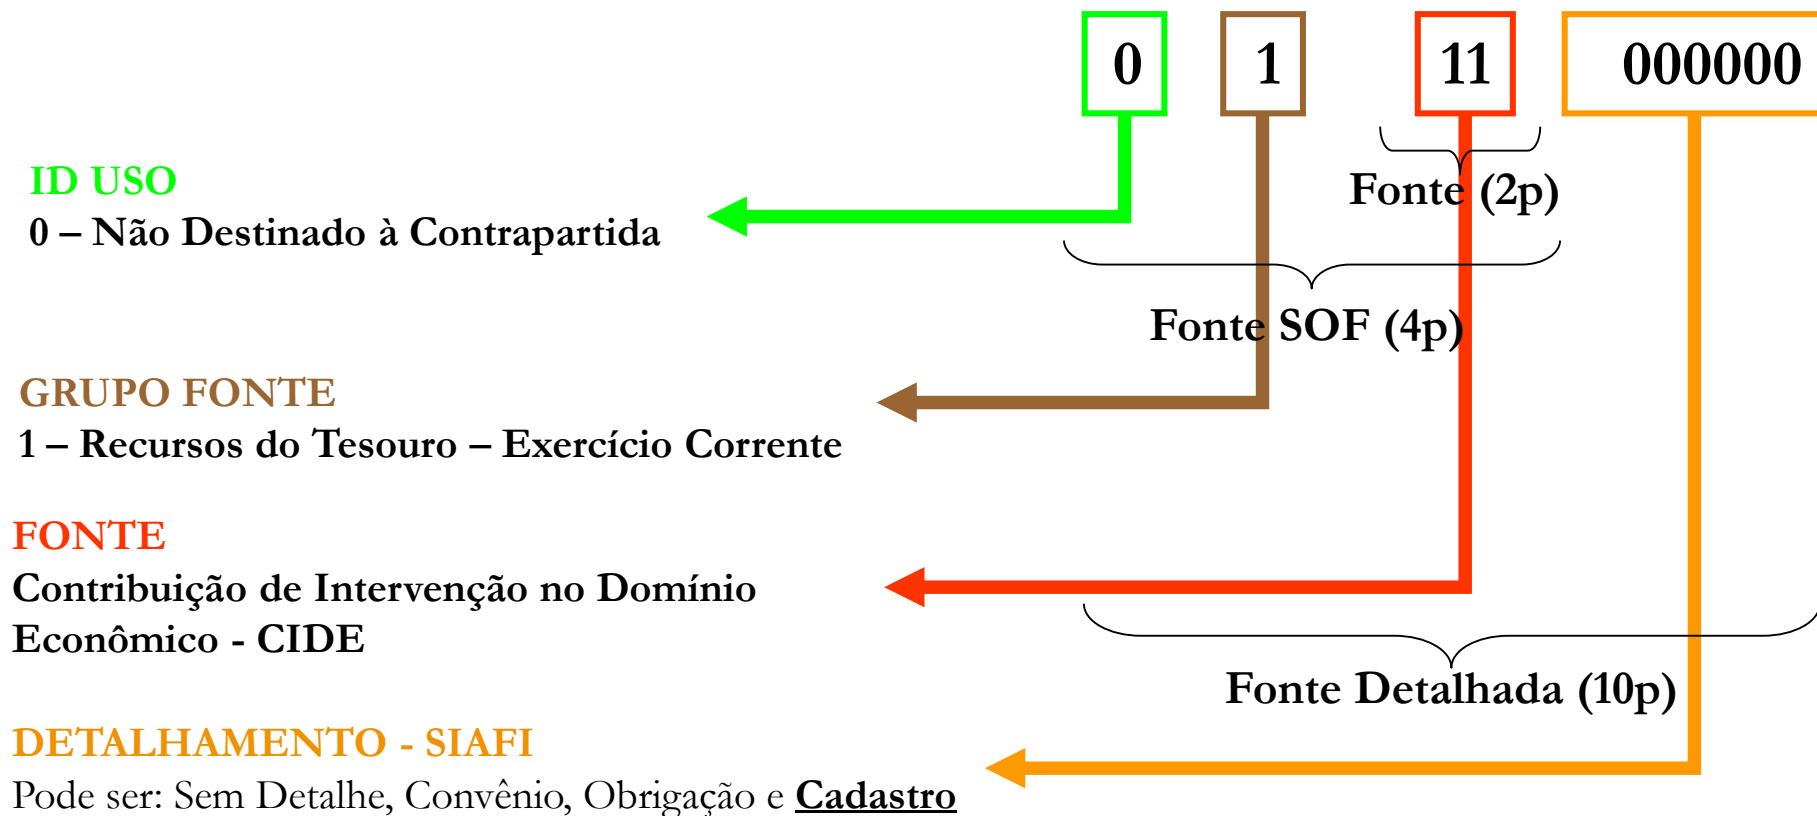 0 1 11 000000
ID USO
0 – Não Destinado à Contrapartida
Fonte (2p)
Fonte SOF (4p)
GRUPO FONTE
1 – Recursos do Tesouro – Exercício Corrente
FONTE
Contribuição de Intervenção no Domínio
Econômico - CIDE
Fonte Detalhada (10p)
DETALHAMENTO - SIAFI
Pode ser: Sem Detalhe, Convênio, Obrigação e Cadastro